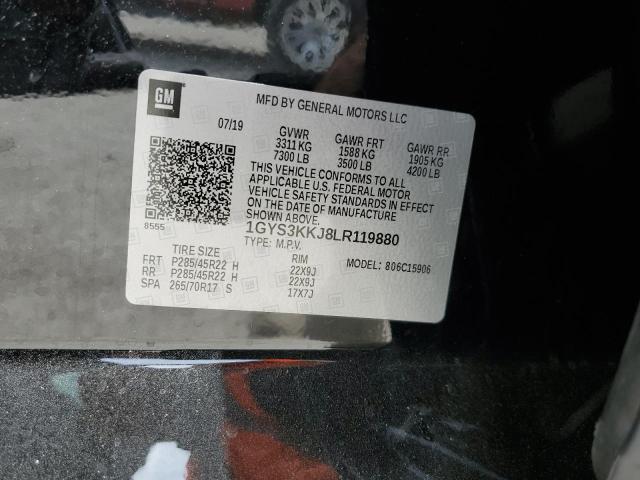 GM
MFD BY GENERAL MOTORS LLC
07/19 GVWR GAWR FRT GAWR RR
3311 KG 1588 KG 1905 KG
7300 LB 3500 LB 4200 LB
THIS VEHICLE CONFORMS TO ALL
APPLICABLE U.S. FEDERAL MOTOR
VEHICLE SAFETY STANDARDS IN EFFECT
ON THE DATE OF MANUFACTURE
SHOWN ABOVE.
8555 1GYS3KKJ8LR119880
TYPE: M.P.V.
TIRE SIZE RIM 806C15906
FRT P285/45R22 H 22X9J
RR P285/45R22 H 22X9J
SPA 265/70R17 S 17X7J